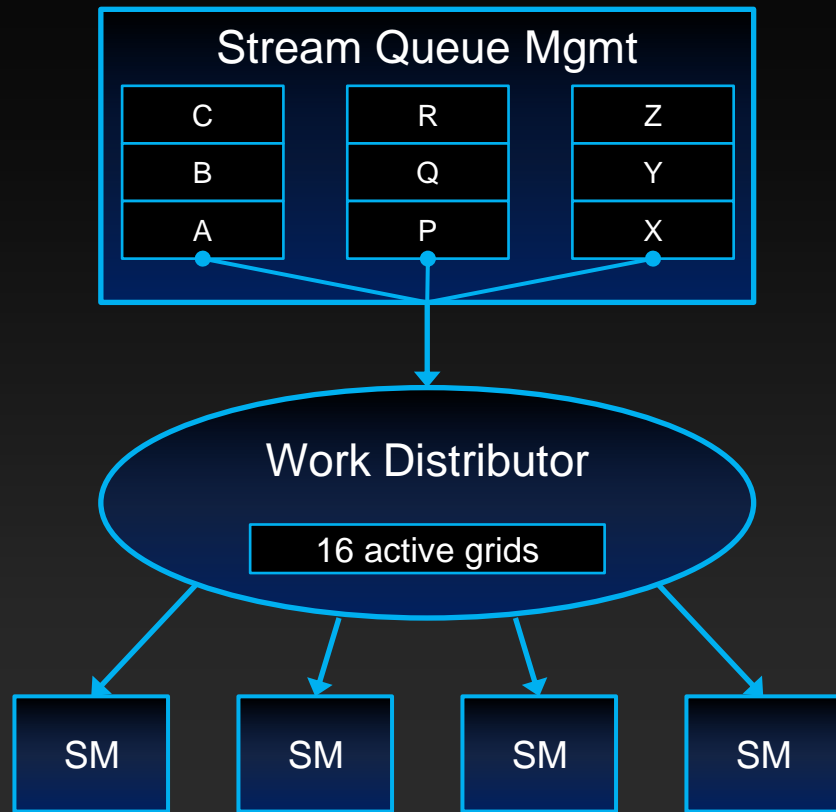 Stream Queue Mgmt
C R Z
B Q Y
A P X
Work Distributor
16 active grids
SM SM SM SM